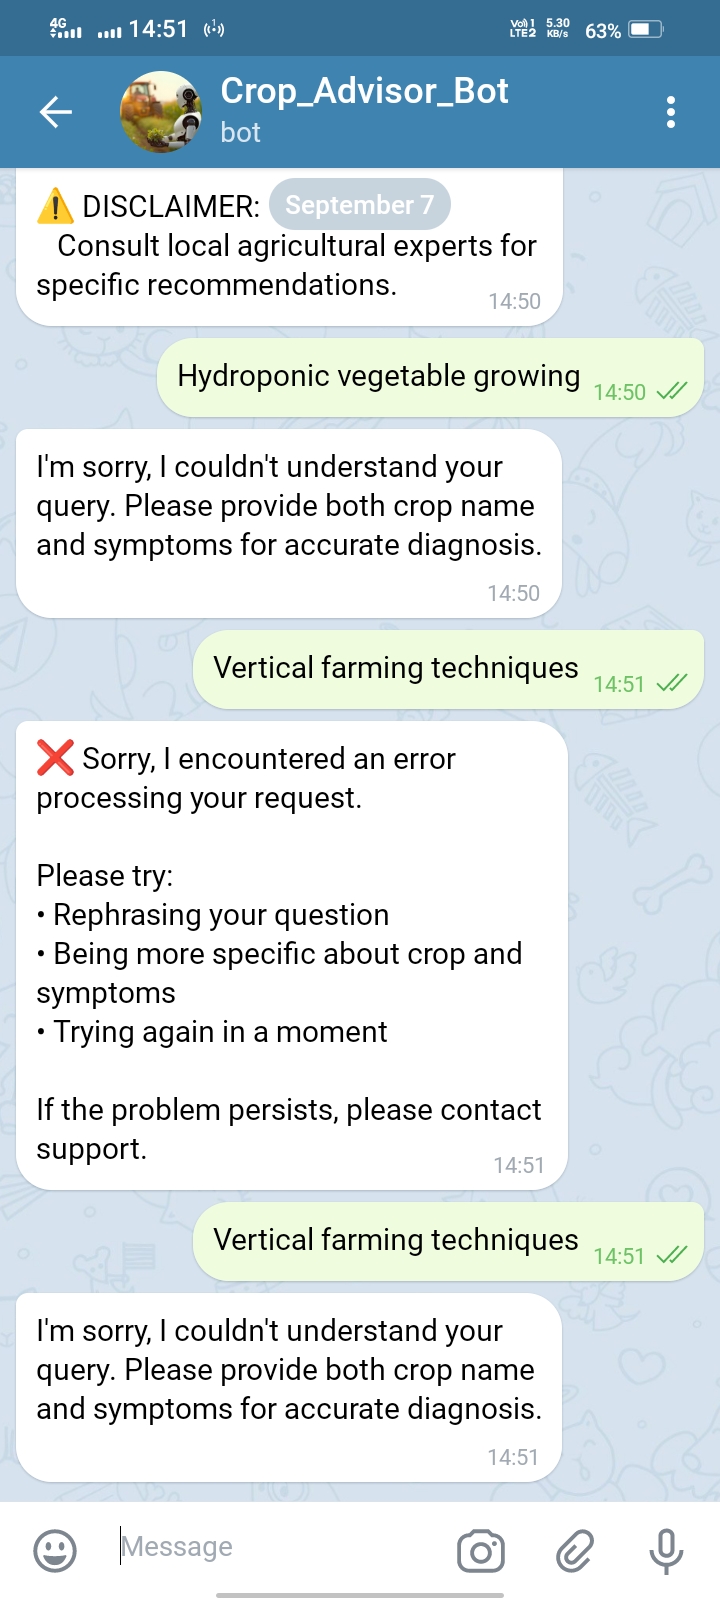 4G 14:51 Vo) 1 LTE2 5.30 KB/s 63%
Crop_Advisor_Bot
bot
⚠️ DISCLAIMER:
September 7
Consult local agricultural experts for
specific recommendations.
14:50
Hydroponic vegetable growing
14:50
I'm sorry, I couldn't understand your
query. Please provide both crop name
and symptoms for accurate diagnosis.
14:50
Vertical farming techniques
14:51
❌ Sorry, I encountered an error
processing your request.
Please try:
• Rephrasing your question
• Being more specific about crop and
symptoms
• Trying again in a moment
If the problem persists, please contact
support.
14:51
Vertical farming techniques
14:51
I'm sorry, I couldn't understand your
query. Please provide both crop name
and symptoms for accurate diagnosis.
14:51
Message